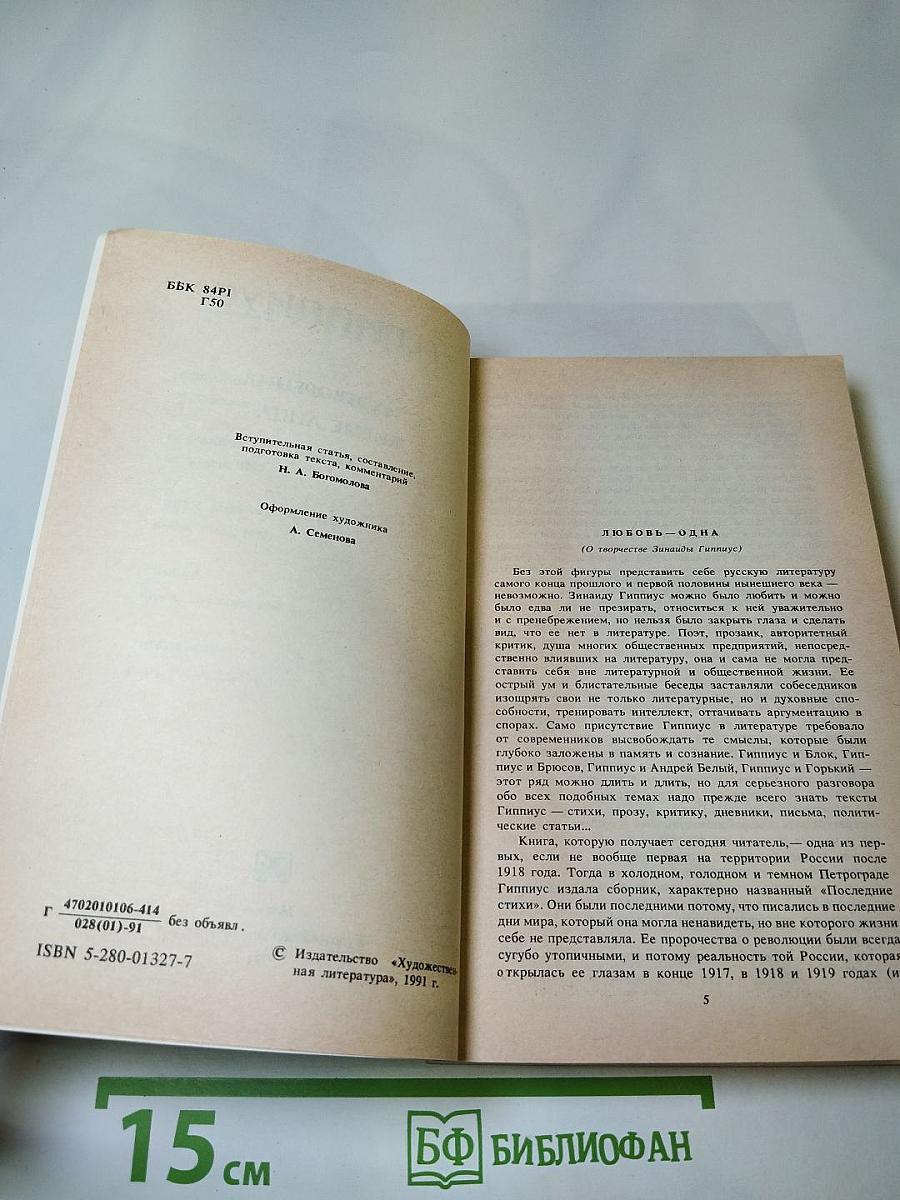 ББК 84Р1
Г50
Вступительная статья, составление,
подготовка текста, комментарий
Н. А. Богомолова
Оформление художника
А. Семенова
Г 4702010106-414
028(01)-91
без объявл.
ISBN 5-280-01327-7
© Издательство «Художествен-
ная литература», 1991 г.
ЛЮБОВЬ—ОДНА
(О творчестве Зинаиды Гиппиус)
Без этой фигуры представить себе русскую литературу
самого конца прошлого и первой половины нынешнего века —
невозможно. Зинаиду Гиппиус можно было любить и можно
было едва ли не презирать, относиться к ней уважительно
и с пренебрежением, но нельзя было закрыть глаза и сделать
вид, что ее нет в литературе. Поэт, прозаик, авторитетный
критик, душа многих общественных предприятий, непосред-
ственно влиявших на литературу, она и сама не могла пред-
ставить себя вне литературной и общественной жизни. Ее
острый ум и блистательные беседы заставляли собеседников
изощрять свои не только литературные, но и духовные спо-
собности, тренировать интеллект, оттачивать аргументацию в
спорах. Само присутствие Гиппиус в литературе требовало
от современников высвобождать те смыслы, которые были
глубоко заложены в память и сознание. Гиппиус и Блок, Гип-
пиус и Брюсов, Гиппиус и Андрей Белый, Гиппиус и Горький —
этот ряд можно длить и длить, но для серьезного разговора
обо всех подобных темах надо прежде всего знать тексты
Гиппиус — стихи, прозу, критику, дневники, письма, полити-
ческие статьи...
Книга, которую получает сегодня читатель,— одна из пер-
вых, если не вообще первая на территории России после
1918 года. Тогда в холодном, голодном и темном Петрограде
Гиппиус издала сборник, характерно названный «Последние
стихи». Они были последними потому, что писались в последние
дни мира, который она могла ненавидеть, но вне которого жизни
себе не представляла. Ее пророчества о революции были всегда
сугубо утопичными, и потому реальность той России, которая
открылась ее глазам в конце 1917, в 1918 и 1919 годах (и
5
15 см
БФ БИБЛИОФАН